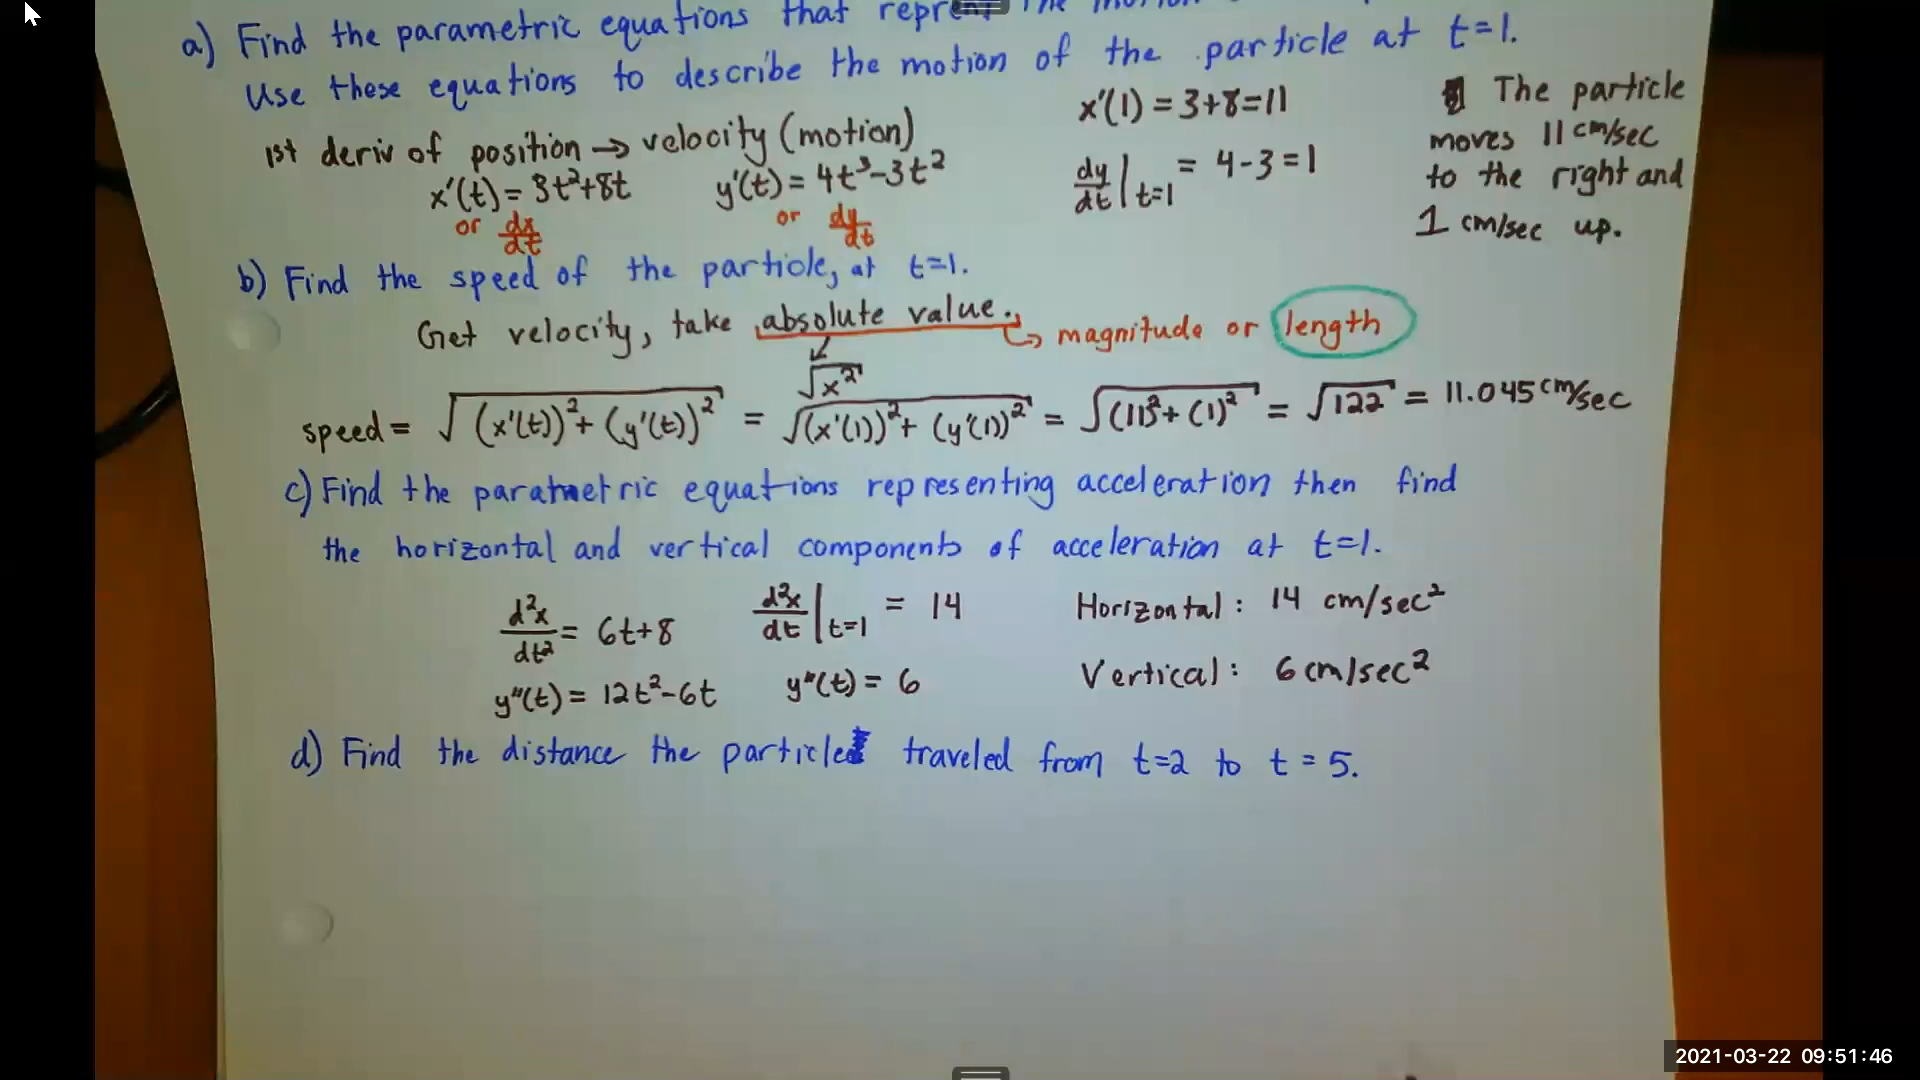 a) Find the parametric equations that the
Use these equations to describe the motion of the particle at t=1.
1st deriv of position → velocity (motion)
x'(t) = 3t²+8t y'(t) = 4t³-3t²
or dx/dt or dy/dt
x'(1) = 3+8=11
dy/dt |t=1 = 4-3=1
The particle
moves 11 cm/sec
to the right and
1 cm/sec up.
b) Find the speed of the particle, at t=1.
Get velocity, take absolute value. → magnitude or length
√x²
speed = √(x'(t))²+(y'(t))² = √(x'(1))²+(y'(1))² = √(11)²+(1)² = √122 = 11.045 cm/sec
c) Find the parametric equations representing acceleration then find
the horizontal and vertical components of acceleration at t=1.
d²x/dt² = 6t+8 d²x/dt |t=1 = 14 Horizontal: 14 cm/sec²
y"(t) = 12t²-6t y"(t) = 6 Vertical: 6 cm/sec²
d) Find the distance the particle traveled from t=2 to t=5.
2021-03-22 09:51:46